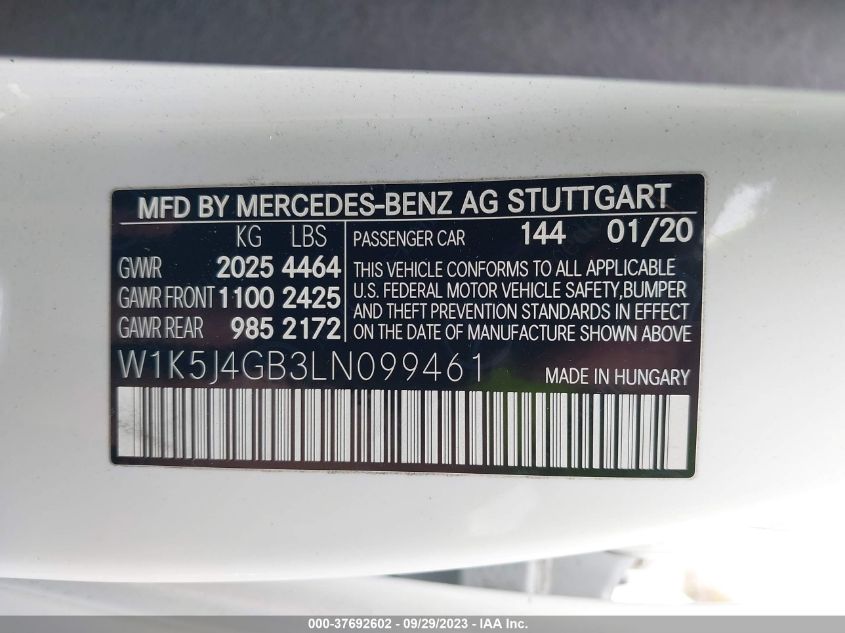 MFD BY MERCEDES-BENZ AG STUTTGART
KG LBS
GVWR 2025 4464
GAWR FRONT 1100 2425
GAWR REAR 985 2172
PASSENGER CAR 144 01/20
THIS VEHICLE CONFORMS TO ALL APPLICABLE
U.S. FEDERAL MOTOR VEHICLE SAFETY, BUMPER
AND THEFT PREVENTION STANDARDS IN EFFECT
ON THE DATE OF MANUFACTURE SHOWN ABOVE
W1K5J4GB3LN099461 MADE IN HUNGARY
000-37692602 - 09/29/2023 - IAA Inc.